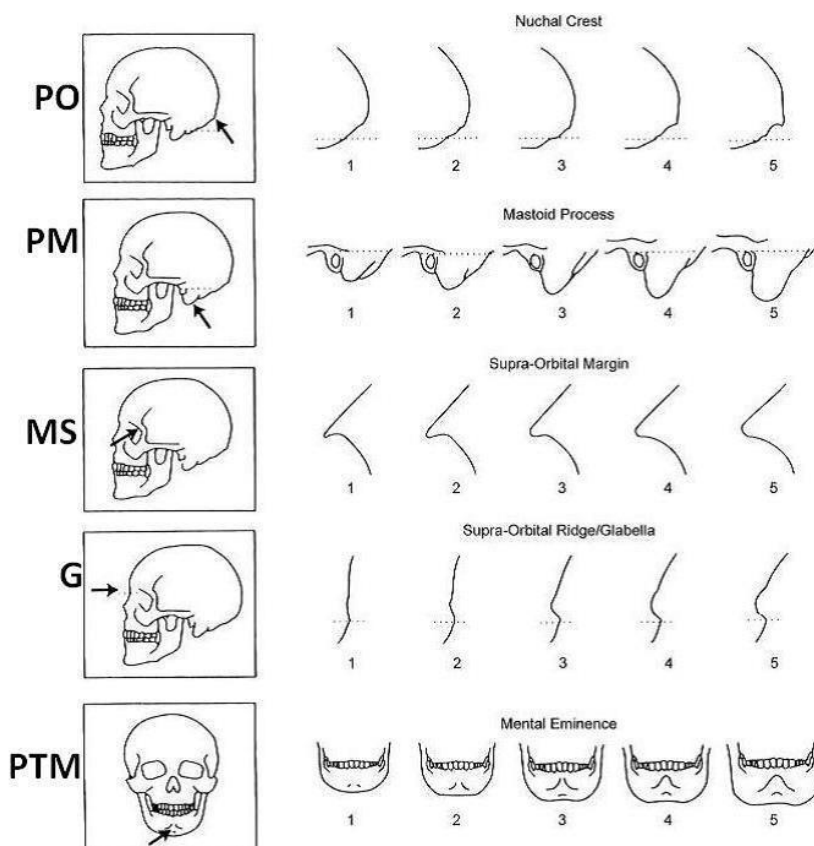 Nuchal Crest
PO
1 2 3 4 5
Mastoid Process
PM
1 2 3 4 5
Supra-Orbital Margin
MS
1 2 3 4 5
Supra-Orbital Ridge/Glabella
G
1 2 3 4 5
Mental Eminence
PTM
1 2 3 4 5